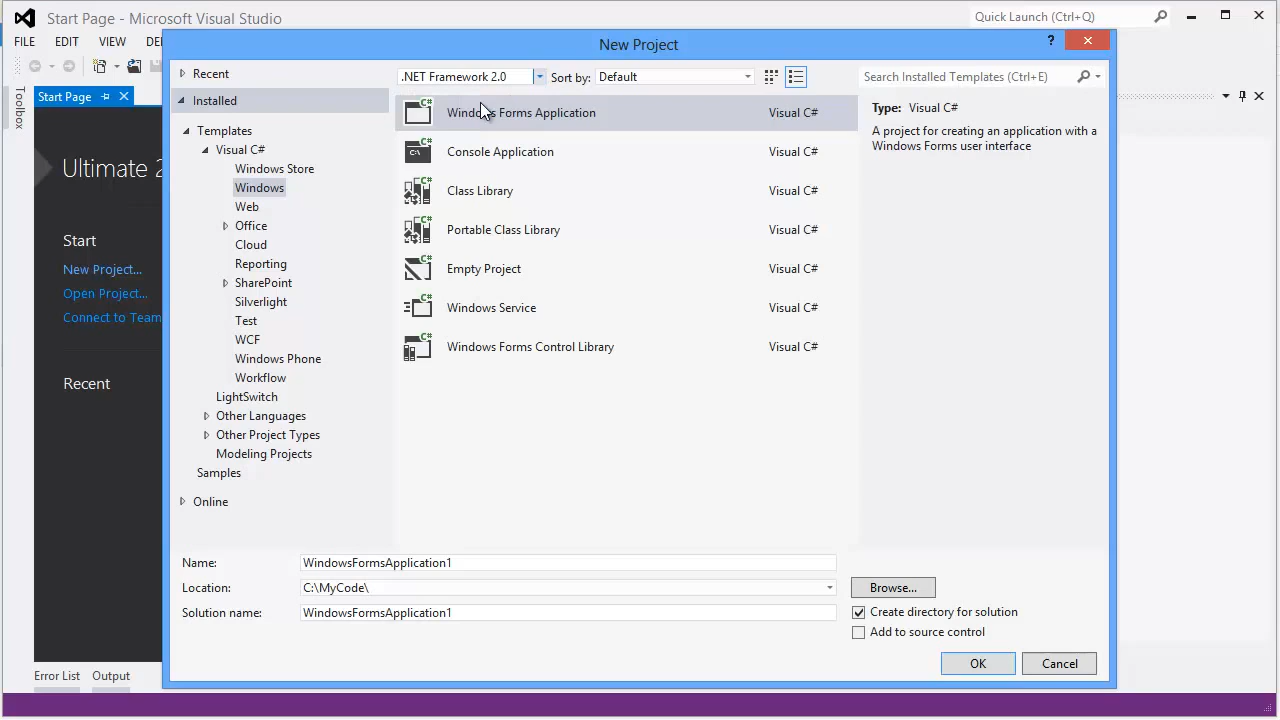 Start Page - Microsoft Visual Studio
Quick Launch (Ctrl+Q)
FILE EDIT VIEW
New Project
?
Toolbox
Start Page
Ultimate 2
Start
New Project...
Open Project...
Connect to Team
Recent
Recent
Installed
Templates
Visual C#
Windows Store
Windows
Web
Office
Cloud
Reporting
SharePoint
Silverlight
Test
WCF
Windows Phone
Workflow
LightSwitch
Other Languages
Other Project Types
Modeling Projects
Samples
Online
.NET Framework 2.0
Sort by: Default
Search Installed Templates (Ctrl+E)
Windows Forms Application Visual C#
Console Application Visual C#
Class Library Visual C#
Portable Class Library Visual C#
Empty Project Visual C#
Windows Service Visual C#
Windows Forms Control Library Visual C#
Type: Visual C#
A project for creating an application with a
Windows Forms user interface
Name: WindowsFormsApplication1
Location: C:\MyCode\
Browse...
Solution name: WindowsFormsApplication1
Create directory for solution
Add to source control
OK Cancel
Error List Output